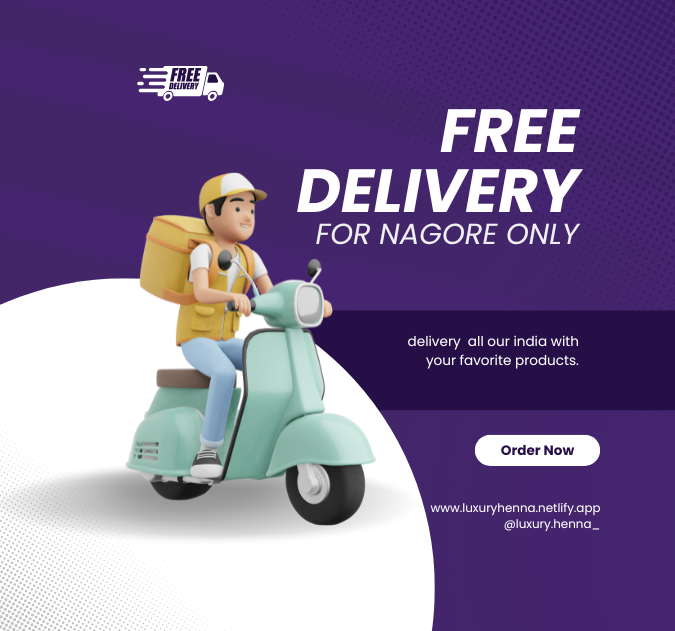 FREE
DELIVERY
FREE
DELIVERY
FOR NAGORE ONLY
delivery  all our india with
your favorite products.
Order Now
www.luxuryhenna.netlify.app
@luxury.henna_